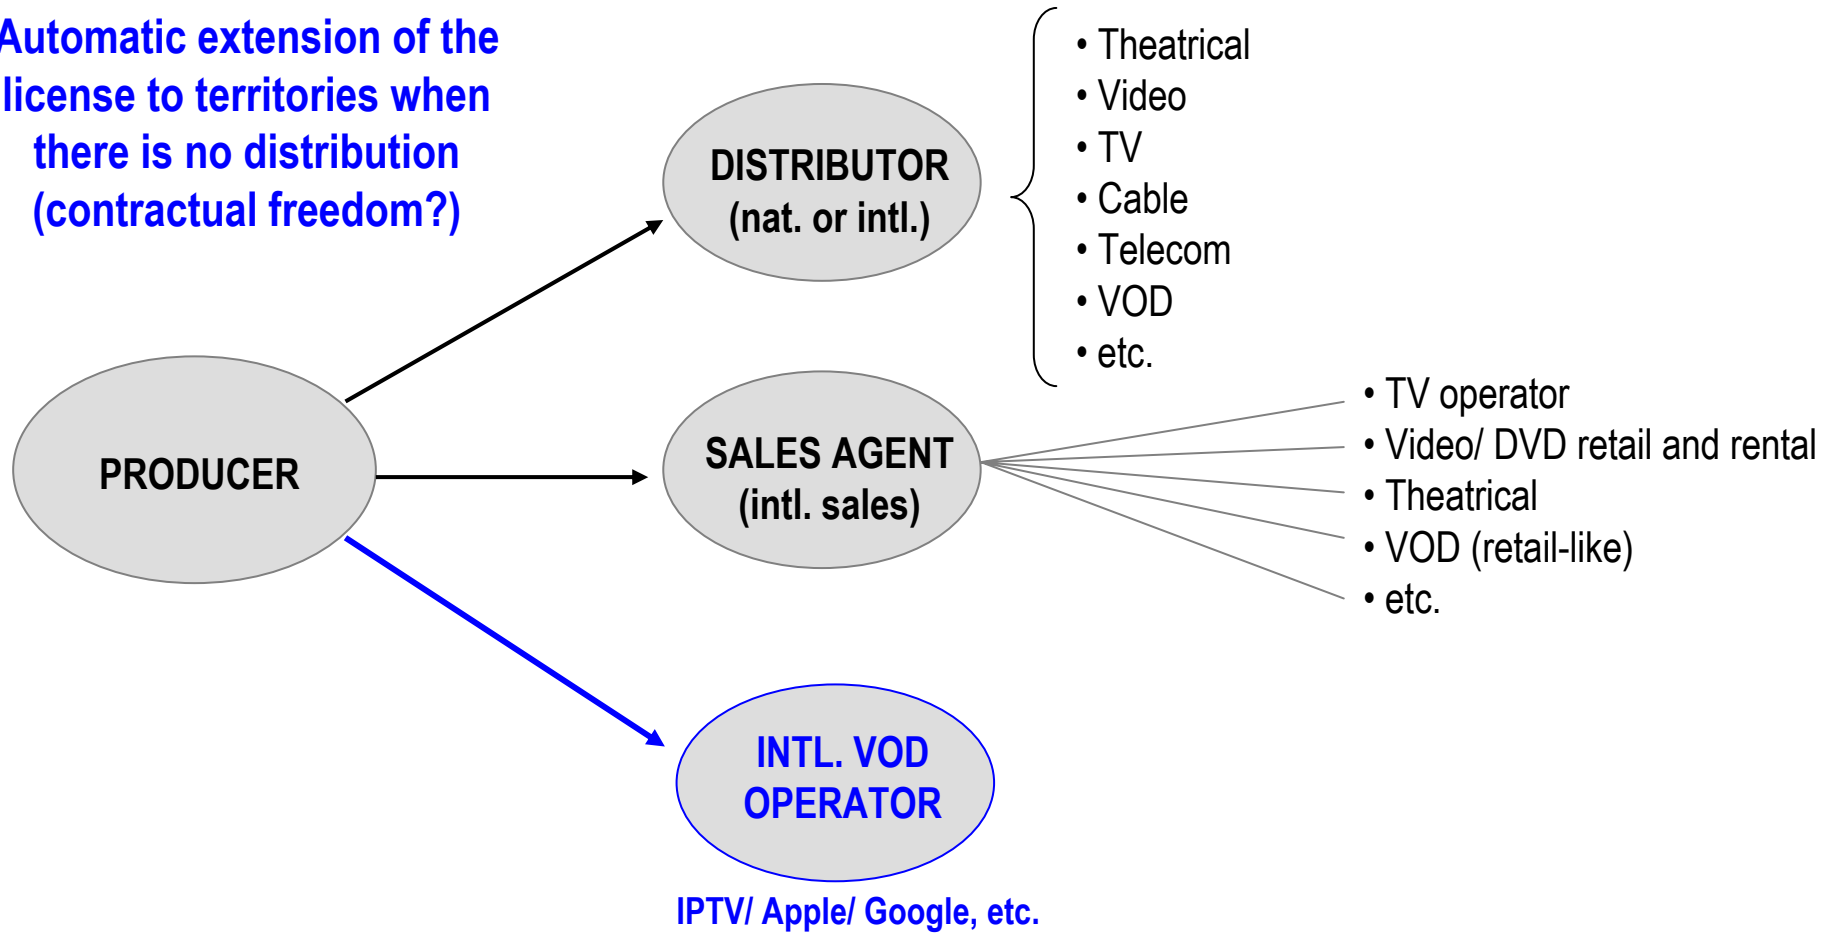 Automatic extension of the
license to territories when
there is no distribution
(contractual freedom?)
DISTRIBUTOR
(nat. or intl.)
• Theatrical
• Video
• TV
• Cable
• Telecom
• VOD
• etc.
PRODUCER
SALES AGENT
(intl. sales)
• TV operator
• Video/ DVD retail and rental
• Theatrical
• VOD (retail-like)
• etc.
INTL. VOD
OPERATOR
IPTV/ Apple/ Google, etc.